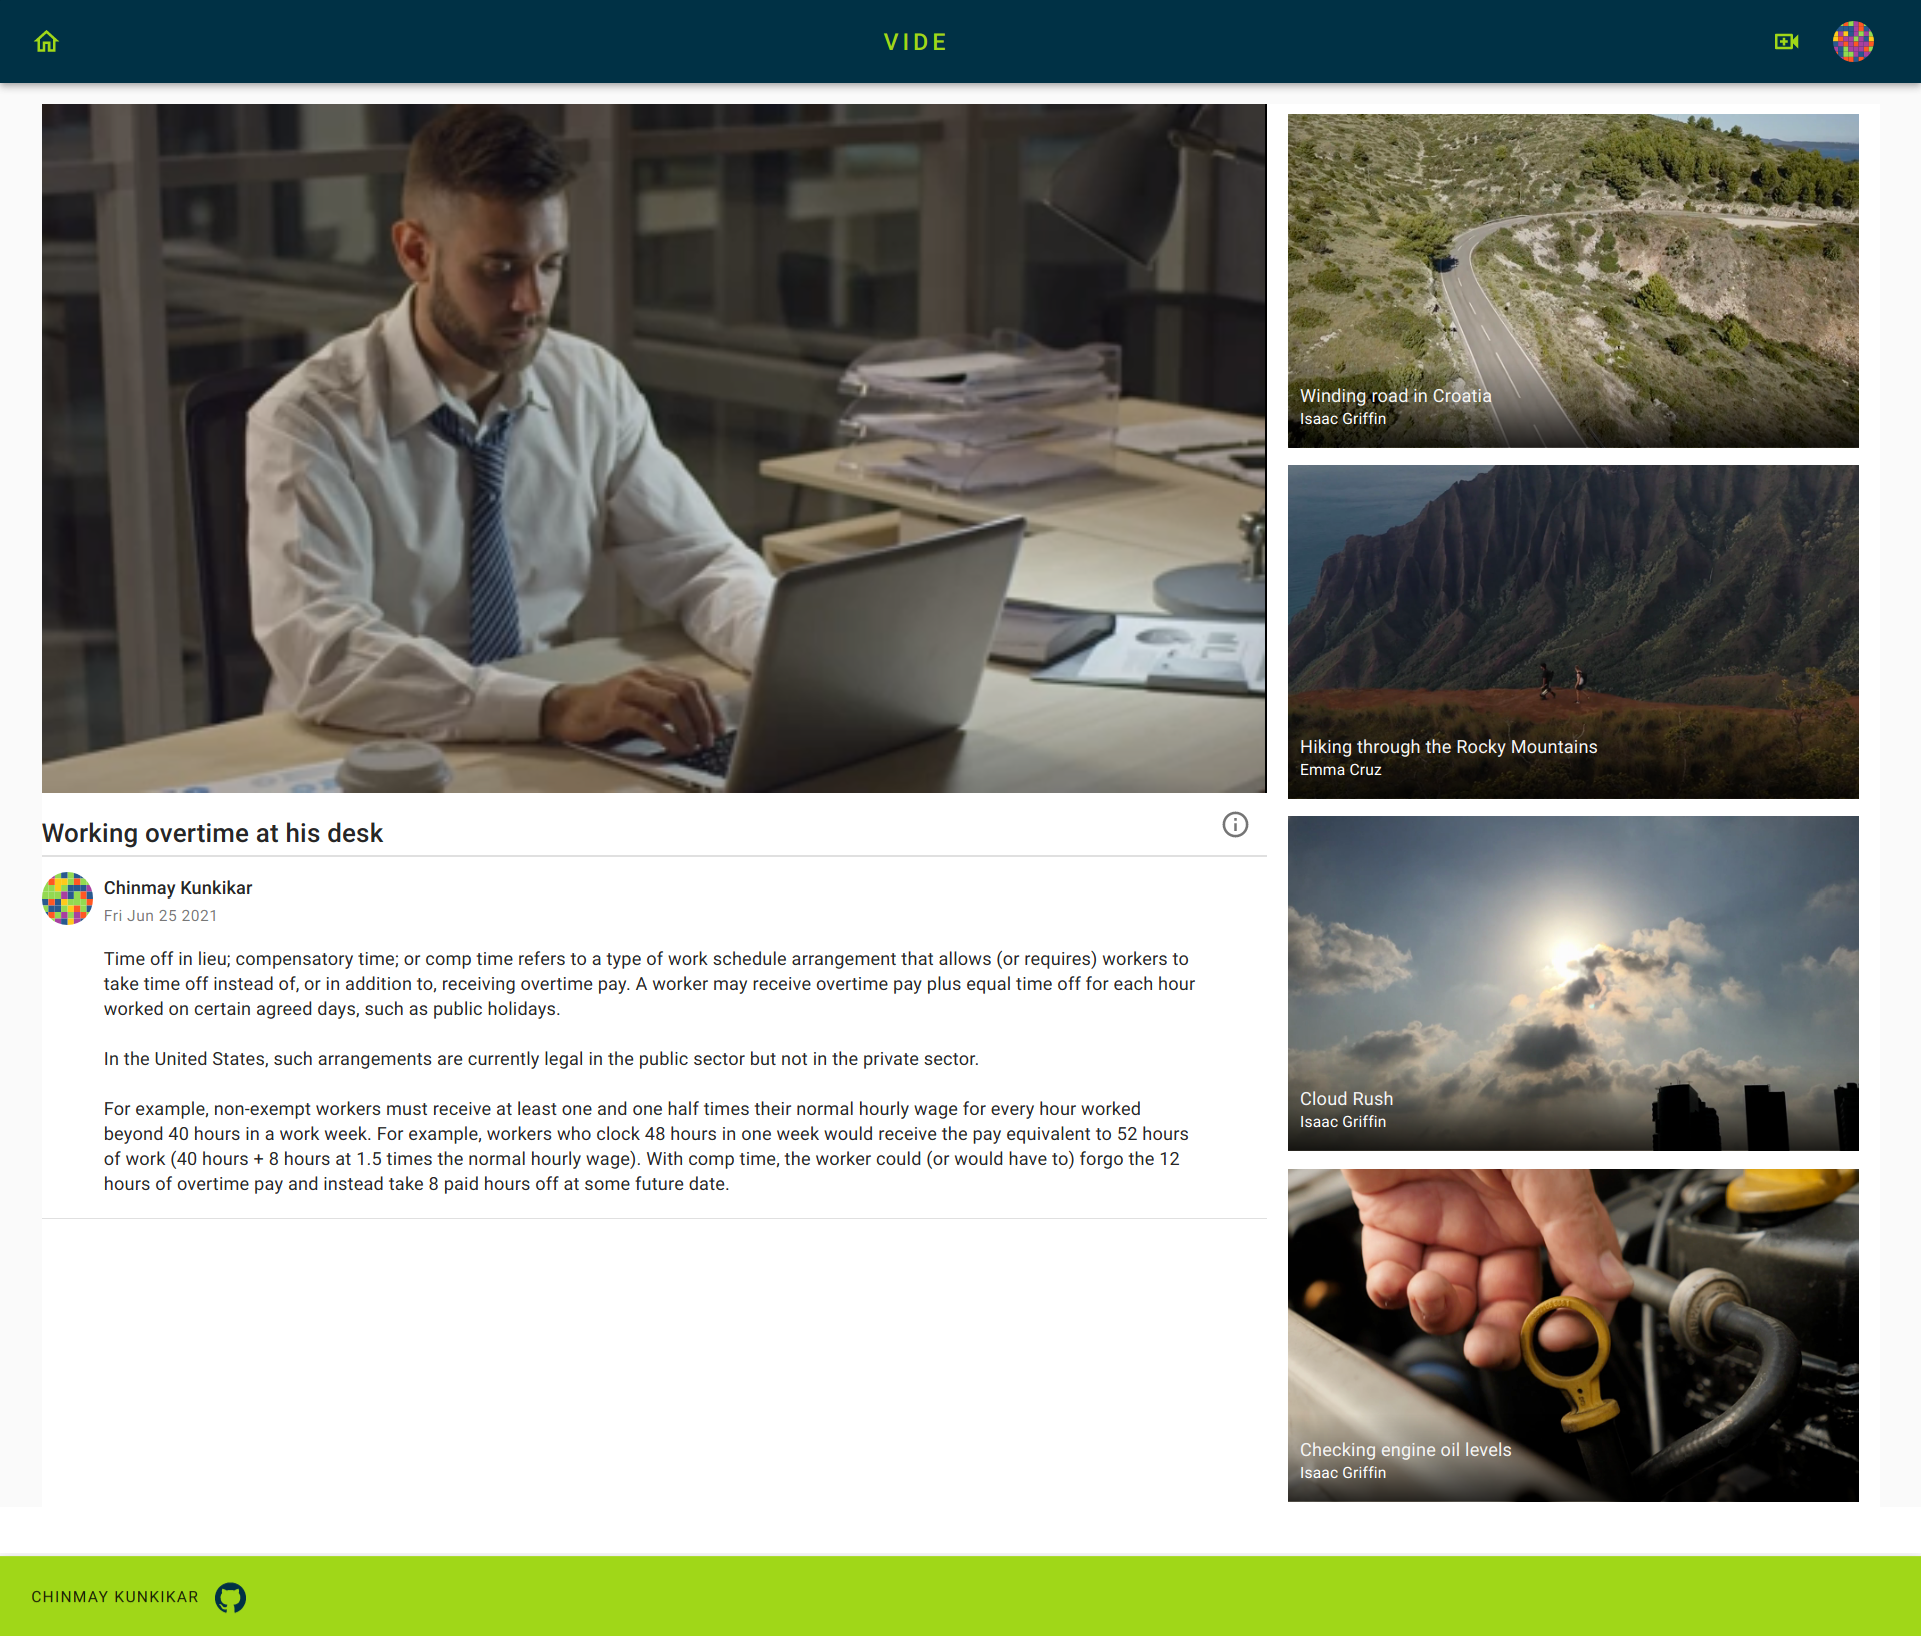 VIDE
Working overtime at his desk
Chinmay Kunkikar
Fri Jun 25 2021
Time off in lieu; compensatory time; or comp time refers to a type of work schedule arrangement that allows (or requires) workers to
take time off instead of, or in addition to, receiving overtime pay. A worker may receive overtime pay plus equal time off for each hour
worked on certain agreed days, such as public holidays.
In the United States, such arrangements are currently legal in the public sector but not in the private sector.
For example, non-exempt workers must receive at least one and one half times their normal hourly wage for every hour worked
beyond 40 hours in a work week. For example, workers who clock 48 hours in one week would receive the pay equivalent to 52 hours
of work (40 hours + 8 hours at 1.5 times the normal hourly wage). With comp time, the worker could (or would have to) forgo the 12
hours of overtime pay and instead take 8 paid hours off at some future date.
Winding road in Croatia
Isaac Griffin
Hiking through the Rocky Mountains
Emma Cruz
Cloud Rush
Isaac Griffin
Checking engine oil levels
Isaac Griffin
CHINMAY KUNKIKAR